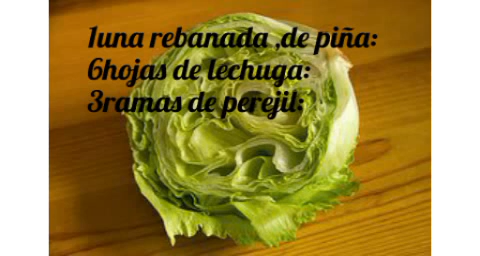 1una rebanada ,de piña:
6hojas de lechuga:
3ramas de perejil: